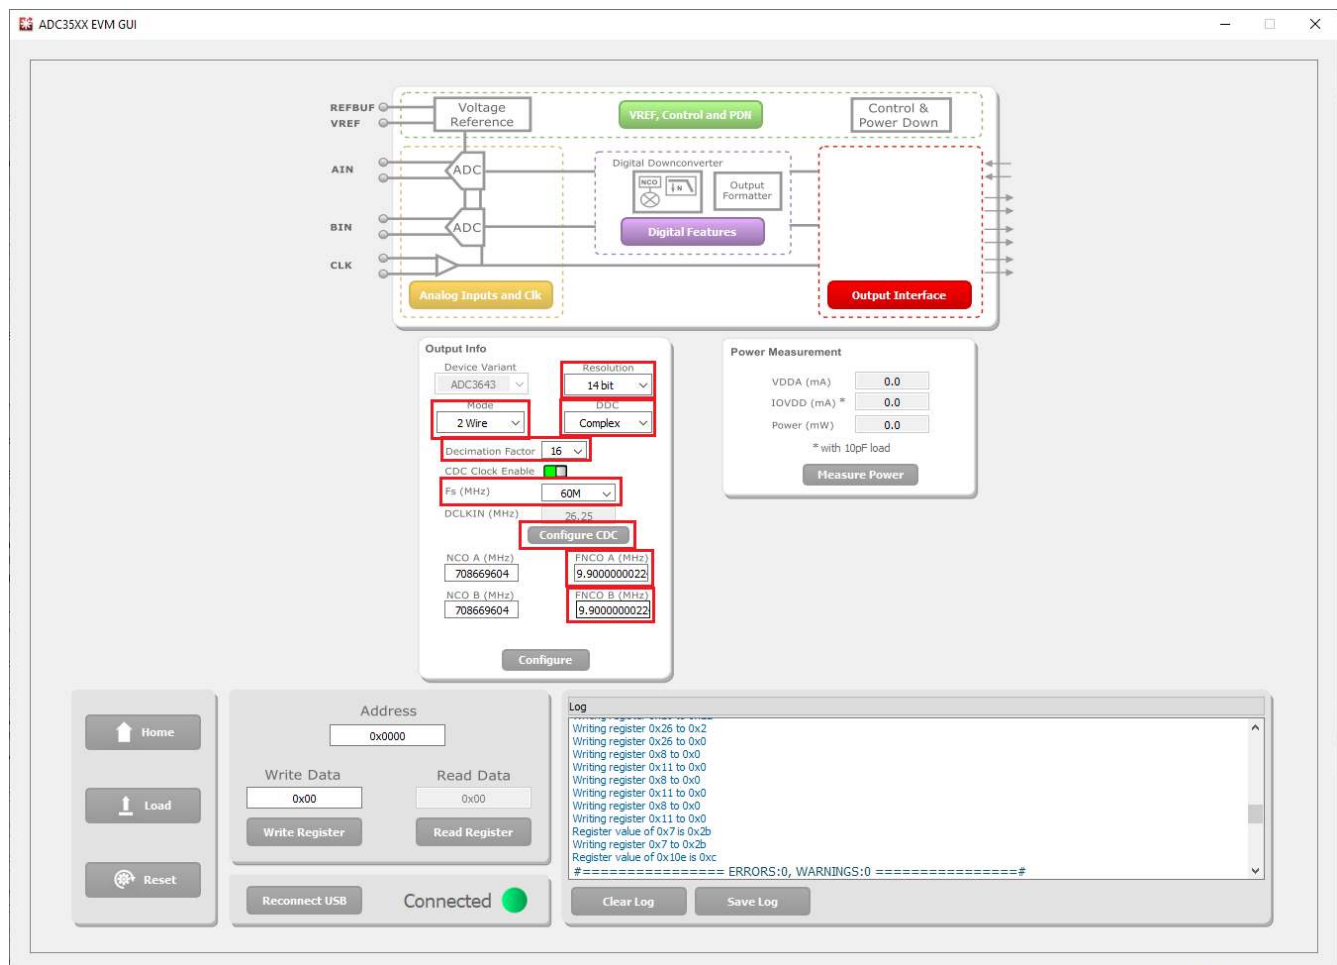 ADC35XX EVM GUI
REFBUF
VREF
Voltage
Reference
VREF, Control and PDN
Control &
Power Down
AIN
ADC
Digital Downconverter
NCO
N
Output
Formatter
BIN
ADC
Digital Features
CLK
Analog Inputs and Clk
Output Interface
Output Info
Device Variant
Resolution
ADC3643
14 bit
Mode
DDC
2 Wire
Complex
Decimation Factor 16
CDC Clock Enable
Fs (MHz) 60M
DCLKIN (MHz) 26.25
Configure CDC
NCO A (MHz)
FNCO A (MHz)
708669604
9.9000000022
NCO B (MHz)
FNCO B (MHz)
708669604
9.9000000022
Configure
Power Measurement
VDDA (mA) 0.0
IOVDD (mA) * 0.0
Power (mW) 0.0
* with 10pF load
Measure Power
Home
Load
Reset
Address
0x0000
Write Data
Read Data
0x00
0x00
Write Register
Read Register
Reconnect USB
Connected
Log
Writing register 0x26 to 0x2
Writing register 0x26 to 0x0
Writing register 0x8 to 0x0
Writing register 0x11 to 0x0
Writing register 0x8 to 0x0
Writing register 0x11 to 0x0
Writing register 0x8 to 0x0
Writing register 0x11 to 0x0
Register value of 0x7 is 0x2b
Writing register 0x7 to 0x2b
Register value of 0x10e is 0xc
#================ ERRORS:0, WARNINGS:0 ================#
Clear Log
Save Log